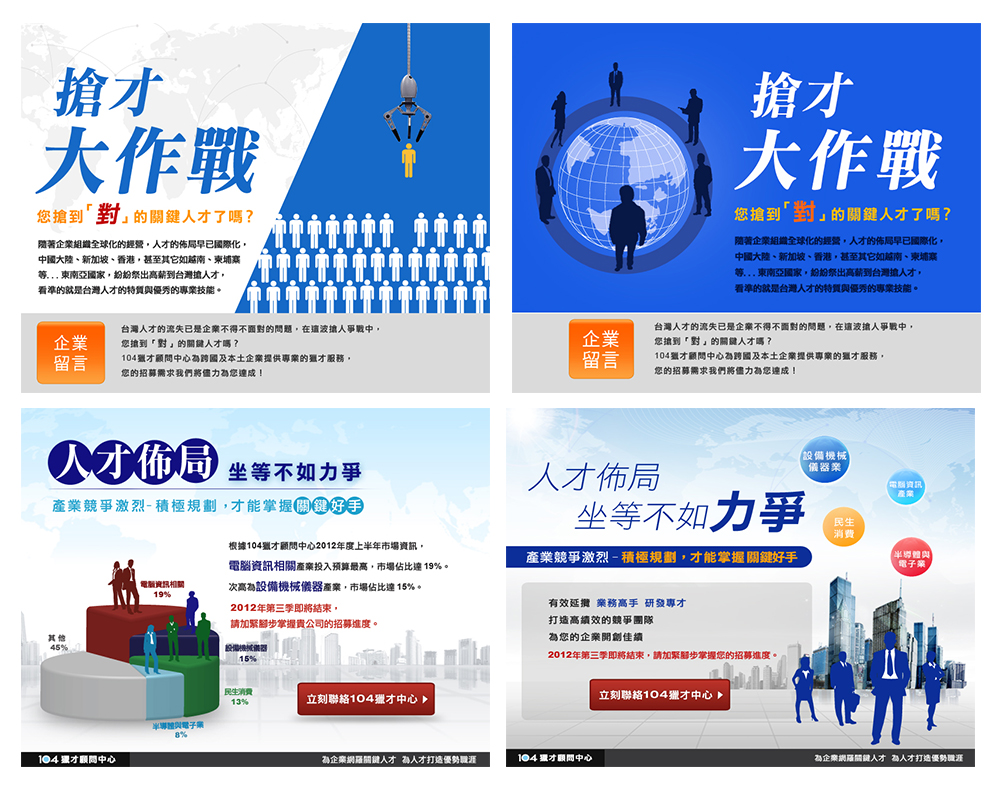 搶才
大作戰
您搶到「對」的關鍵人才了嗎?
隨著企業組織全球化的經營,人才的佈局早已國際化,
中國大陸、新加坡、香港,甚至其它如越南、柬埔寨
等...東南亞國家,紛紛祭出高薪到台灣搶人才,
看準的就是台灣人才的特質與優秀的專業技能。
企業
留言
台灣人才的流失已是企業不得不面對的問題,在這波搶人爭戰中,
您搶到「對」的關鍵人才嗎?
104獵才顧問中心為跨國及本土企業提供專業的獵才服務,
您的招募需求我們將儘力為您達成!
搶才
大作戰
您搶到「對」的關鍵人才了嗎?
隨著企業組織全球化的經營,人才的佈局早已國際化,
中國大陸、新加坡、香港,甚至其它如越南、柬埔寨
等...東南亞國家,紛紛祭出高薪到台灣搶人才,
看準的就是台灣人才的特質與優秀的專業技能。
企業
留言
台灣人才的流失已是企業不得不面對的問題,在這波搶人爭戰中,
您搶到「對」的關鍵人才嗎?
104獵才顧問中心為跨國及本土企業提供專業的獵才服務,
您的招募需求我們將儘力為您達成!
人才佈局 坐等不如力爭
產業競爭激烈-積極規劃,才能掌握關鍵好手
根據104獵才顧問中心2012年度上半年市場資訊,
電腦資訊相關產業投入預算最高,市場佔比達19%。
次高為設備機械儀器產業,市場佔比達15%。
2012年第三季即將結束,
請加緊腳步掌握貴公司的招募進度。
電腦資訊相關
19%
其他
45%
設備機械儀器
15%
民生消費
13%
半導體與電子業
8%
立刻聯絡104獵才中心
104獵才顧問中心
為企業網羅關鍵人才 為人才打造優勢職涯
人才佈局
坐等不如力爭
設備機械
儀器業
電腦資訊
產業
民生
消費
半導體與
電子業
產業競爭激烈-積極規劃,才能掌握關鍵好手
有效延攬 業務高手 研發專才
打造高績效的競爭團隊
為您的企業開創佳績
2012年第三季即將結束,請加緊腳步掌握您的招募進度。
立刻聯絡104獵才中心
104獵才顧問中心
為企業網羅關鍵人才 為人才打造優勢職涯